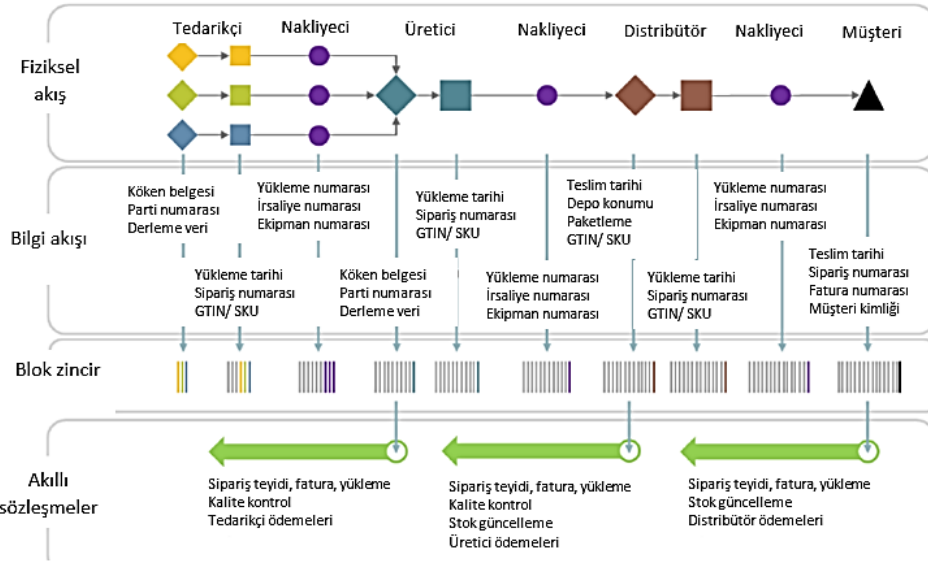 Tedarikçi
Nakliyeci
Üretici
Nakliyeci
Distribütör
Nakliyeci
Müşteri
Fiziksel
akış
Bilgi akışı
Köken belgesi
Parti numarası
Derleme veri
Yükleme tarihi
Sipariş numarası
GTIN/ SKU
Yükleme numarası
İrsaliye numarası
Ekipman numarası
Köken belgesi
Parti numarası
Derleme veri
Yükleme tarihi
Sipariş numarası
GTIN/ SKU
Yükleme numarası
İrsaliye numarası
Ekipman numarası
Teslim tarihi
Depo konumu
Paketleme
GTIN/ SKU
Yükleme tarihi
Sipariş numarası
GTIN/ SKU
Yükleme numarası
İrsaliye numarası
Ekipman numarası
Teslim tarihi
Sipariş numarası
Fatura numarası
Müşteri kimliği
Blok zincir
Akıllı
sözleşmeler
Sipariş teyidi, fatura, yükleme
Kalite kontrol
Tedarikçi ödemeleri
Sipariş teyidi, fatura, yükleme
Kalite kontrol
Stok güncelleme
Üretici ödemeleri
Sipariş teyidi, fatura, yükleme
Stok güncelleme
Distribütör ödemeleri